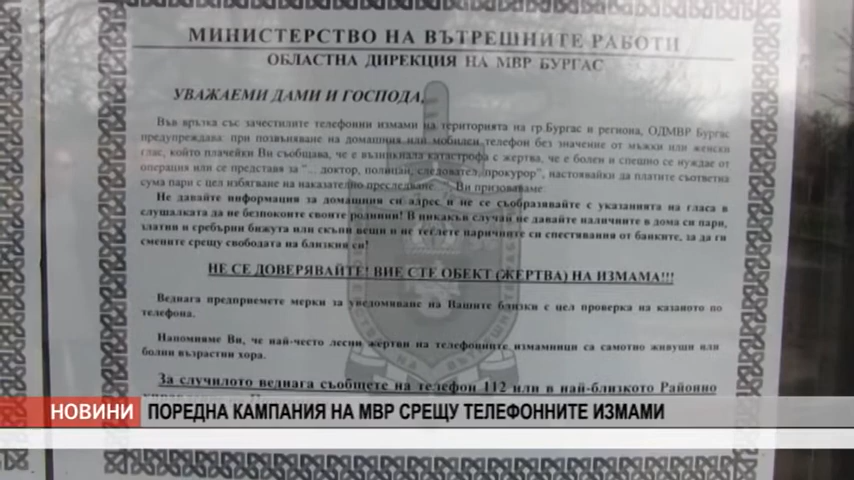 МИНИСТЕРСТВО НА ВЪТРЕШНИТЕ РАБОТИ
ОБЛАСТНА ДИРЕКЦИЯ НА МВР БУРГАС
УВАЖАЕМИ ДАМИ И ГОСПОДА,
Във връзка със зачестилите телефонни измами на територията на гр.Бургас и региона, ОДМВР Бургас
предупреждава: при позвъняване на домашния или мобилен телефон без значение от мъжки или женски
глас, който плачейки Ви съобщава, че е възникнала катастрофа с жертва, че е болен и спешно се нуждае от
операция или се представя за "... доктор, полицай, следовател, прокурор", настоявайки да платите съответна
сума пари с цел избягване на наказателно преследване Ви призоваваме
Не давайте информация за домашния си адрес и не се съобразявайте с указанията на гласа в
слушалката да не безпокоите своите роднини! В никакъв случай не давайте наличните в дома си пари,
златни и сребърни бижута или скъпи вещи и не теглете паричните си спестявания от банките, за да ги
смените срещу свободата на близкия си!
НЕ СЕ ДОВЕРЯВАЙТЕ! ВИЕ СТЕ ОБЕКТ (ЖЕРТВА) НА ИЗМАМА!!!
Веднага предприемете мерки за уведомяване на Вашите близки с цел проверка на казаното по
телефона.
Напомняме Ви, че най-често лесни жертви на телефонните измамници са самотно живущи или
болни възрастни хора.
За случилото веднага съобщете на телефон 112 или в най-близкото Районно
НОВИНИ ПОРЕДНА КАМПАНИЯ НА МВР СРЕЩУ ТЕЛЕФОННИТЕ ИЗМАМИ